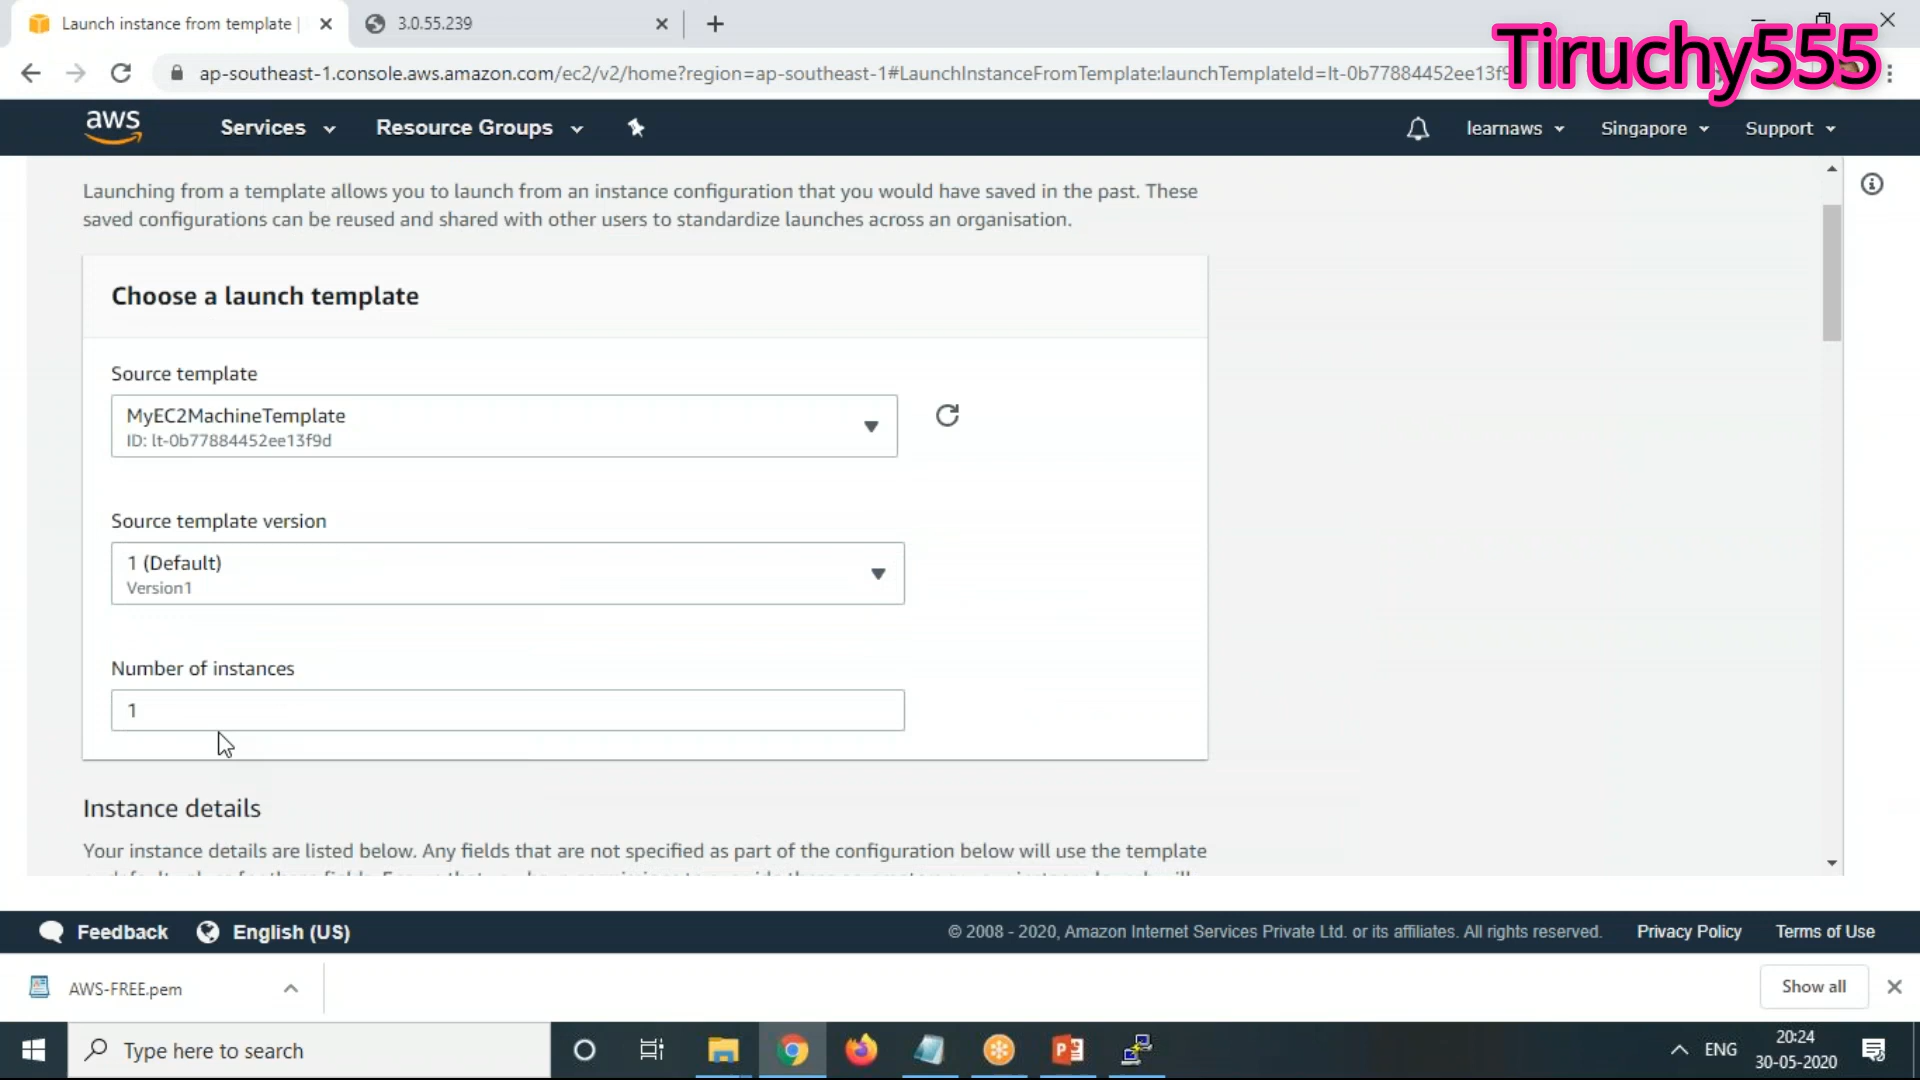 Launch instance from template |
3.0.55.239
Tiruchy555
ap-southeast-1.console.aws.amazon.com/ec2/v2/home?region=ap-southeast-1#LaunchInstanceFromTemplate:launchTemplateId=lt-0b77884452ee13f9
aws
Services
Resource Groups
learnaws
Singapore
Support
Launching from a template allows you to launch from an instance configuration that you would have saved in the past. These
saved configurations can be reused and shared with other users to standardize launches across an organisation.
Choose a launch template
Source template
MyEC2MachineTemplate
ID: lt-0b77884452ee13f9d
Source template version
1 (Default)
Version1
Number of instances
1
Instance details
Your instance details are listed below. Any fields that are not specified as part of the configuration below will use the template
Feedback
English (US)
© 2008 - 2020, Amazon Internet Services Private Ltd. or its affiliates. All rights reserved.
Privacy Policy
Terms of Use
AWS-FREE.pem
Show all
Type here to search
ENG
20:24
30-05-2020